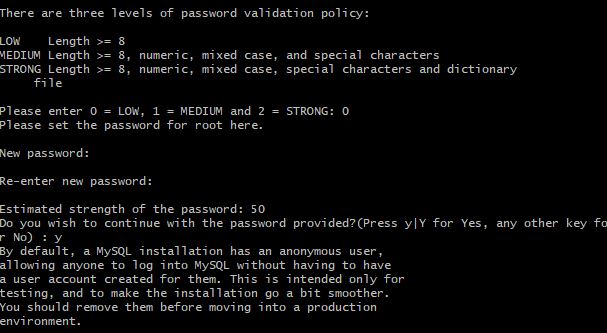 There are three levels of password validation policy:
LOW    Length >= 8
MEDIUM Length >= 8, numeric, mixed case, and special characters
STRONG Length >= 8, numeric, mixed case, special characters and dictionary
file
Please enter 0 = LOW, 1 = MEDIUM and 2 = STRONG: 0
Please set the password for root here.
New password:
Re-enter new password:
Estimated strength of the password: 50
Do you wish to continue with the password provided?(Press y|Y for Yes, any other key fo
r No) : y
By default, a MySQL installation has an anonymous user,
allowing anyone to log into MySQL without having to have
a user account created for them. This is intended only for
testing, and to make the installation go a bit smoother.
You should remove them before moving into a production
environment.